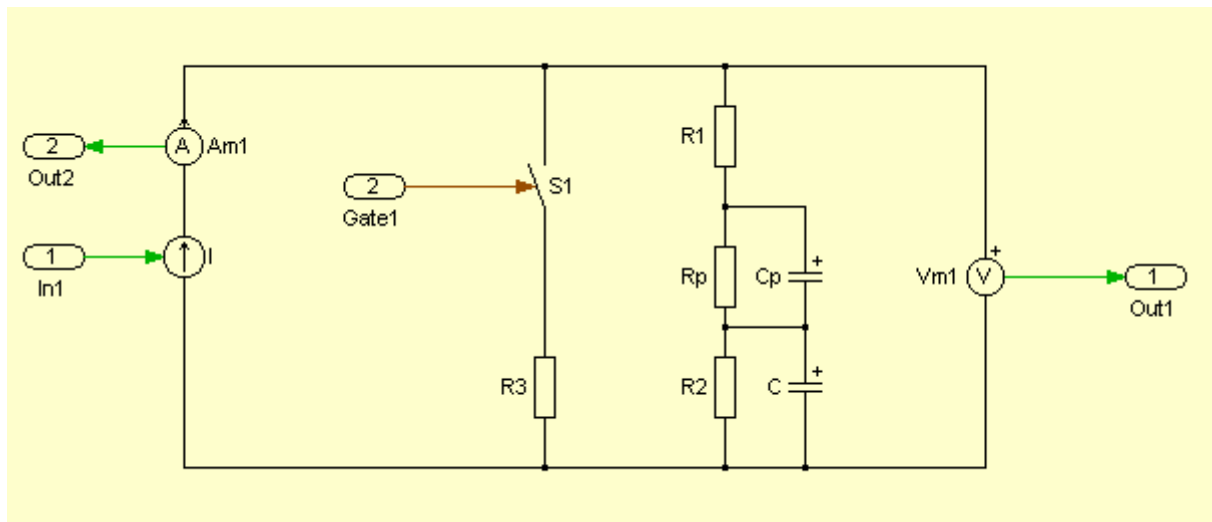 R1
2
A
Am1
Out2
2
S1
Gate1
1
I
In1
Rp
Cp
+
Vm1
V
+
1
Out1
R3
R2
C
+